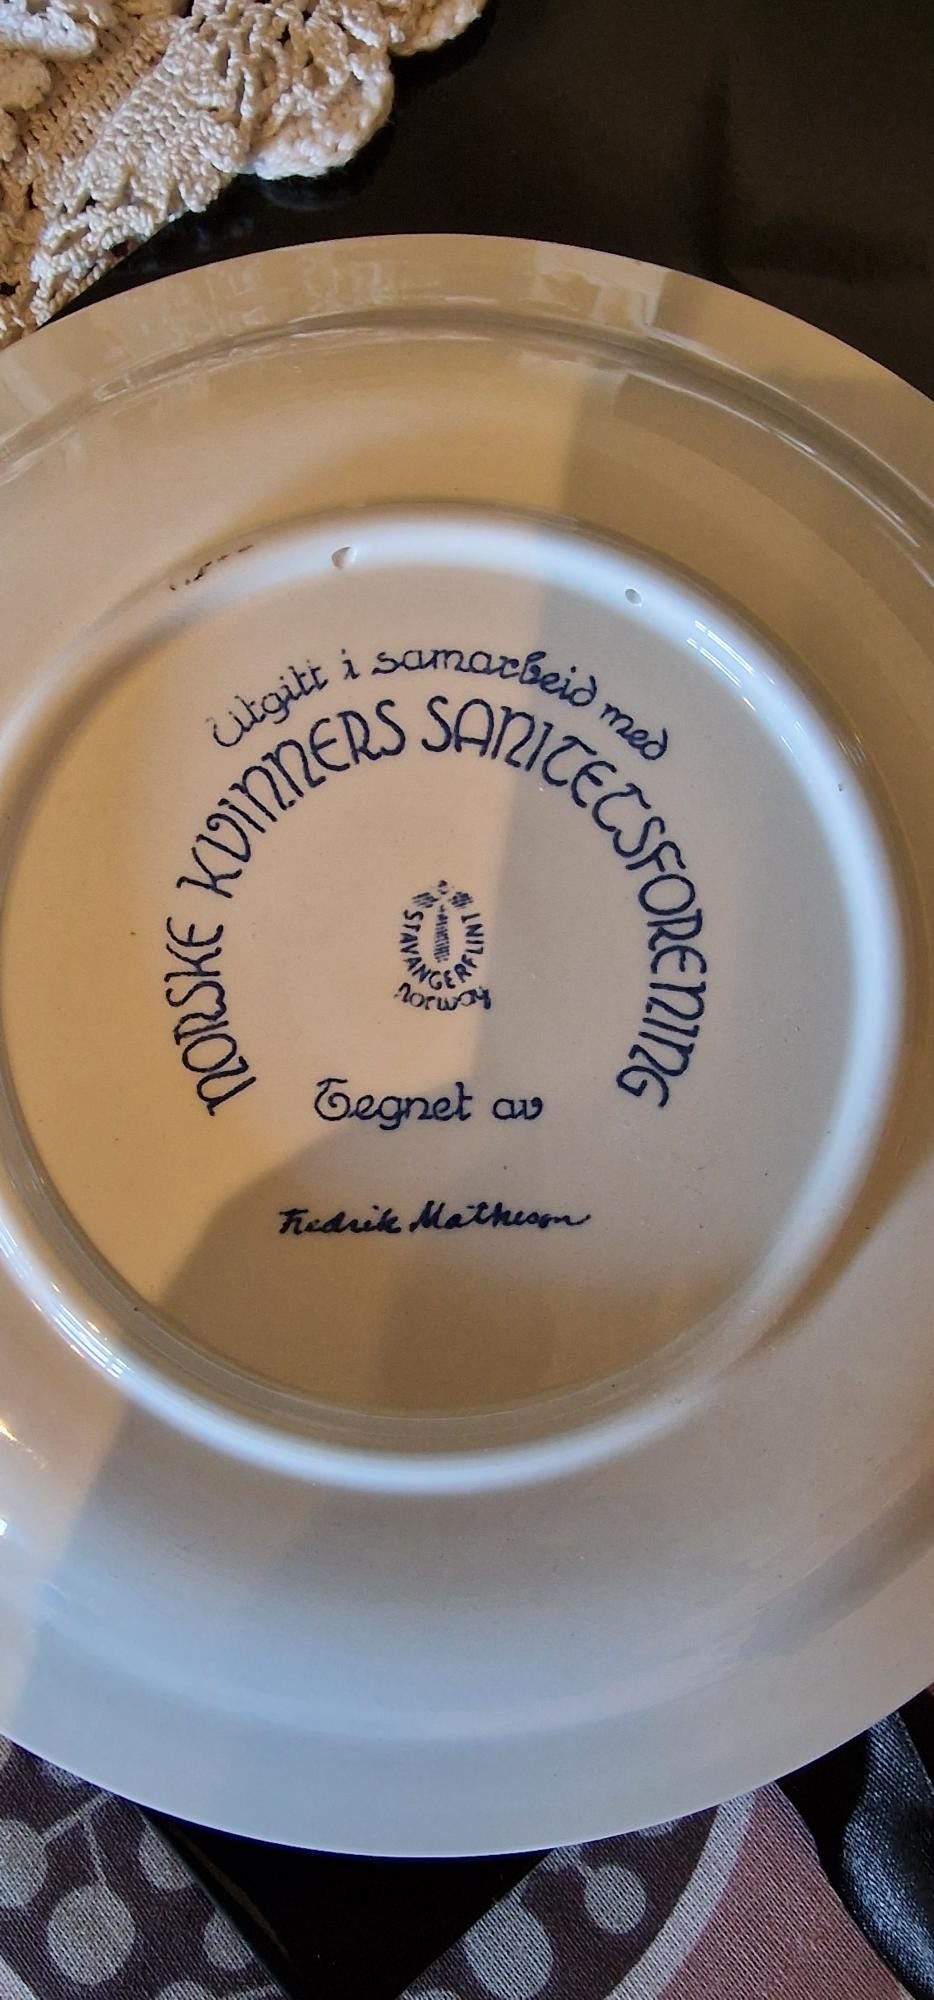 Utgitt i samarbeid med
NORSKE KVINNERS SANITETSFORENING
STAVANGERFLINT
norway
Tegnet av
Fredrik Matheson